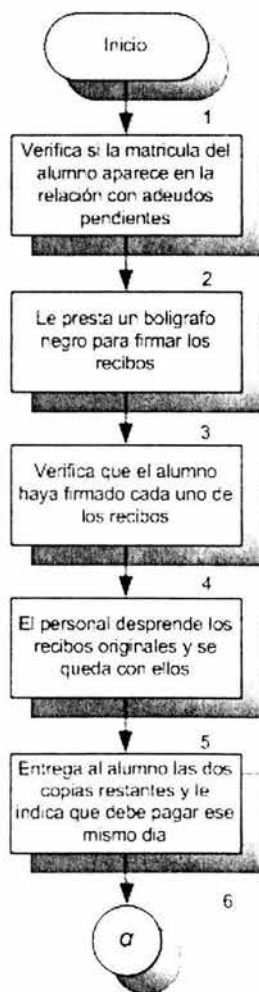 Inicio
1
Verifica si la matricula del
alumno aparece en la
relación con adeudos
pendientes
2
Le presta un boligrafo
negro para firmar los
recibos
3
Verifica que el alumno
haya firmado cada uno de
los recibos
4
El personal desprende los
recibos originales y se
queda con ellos
5
Entrega al alumno las dos
copias restantes y le
indica que debe pagar ese
mismo dia
6
α